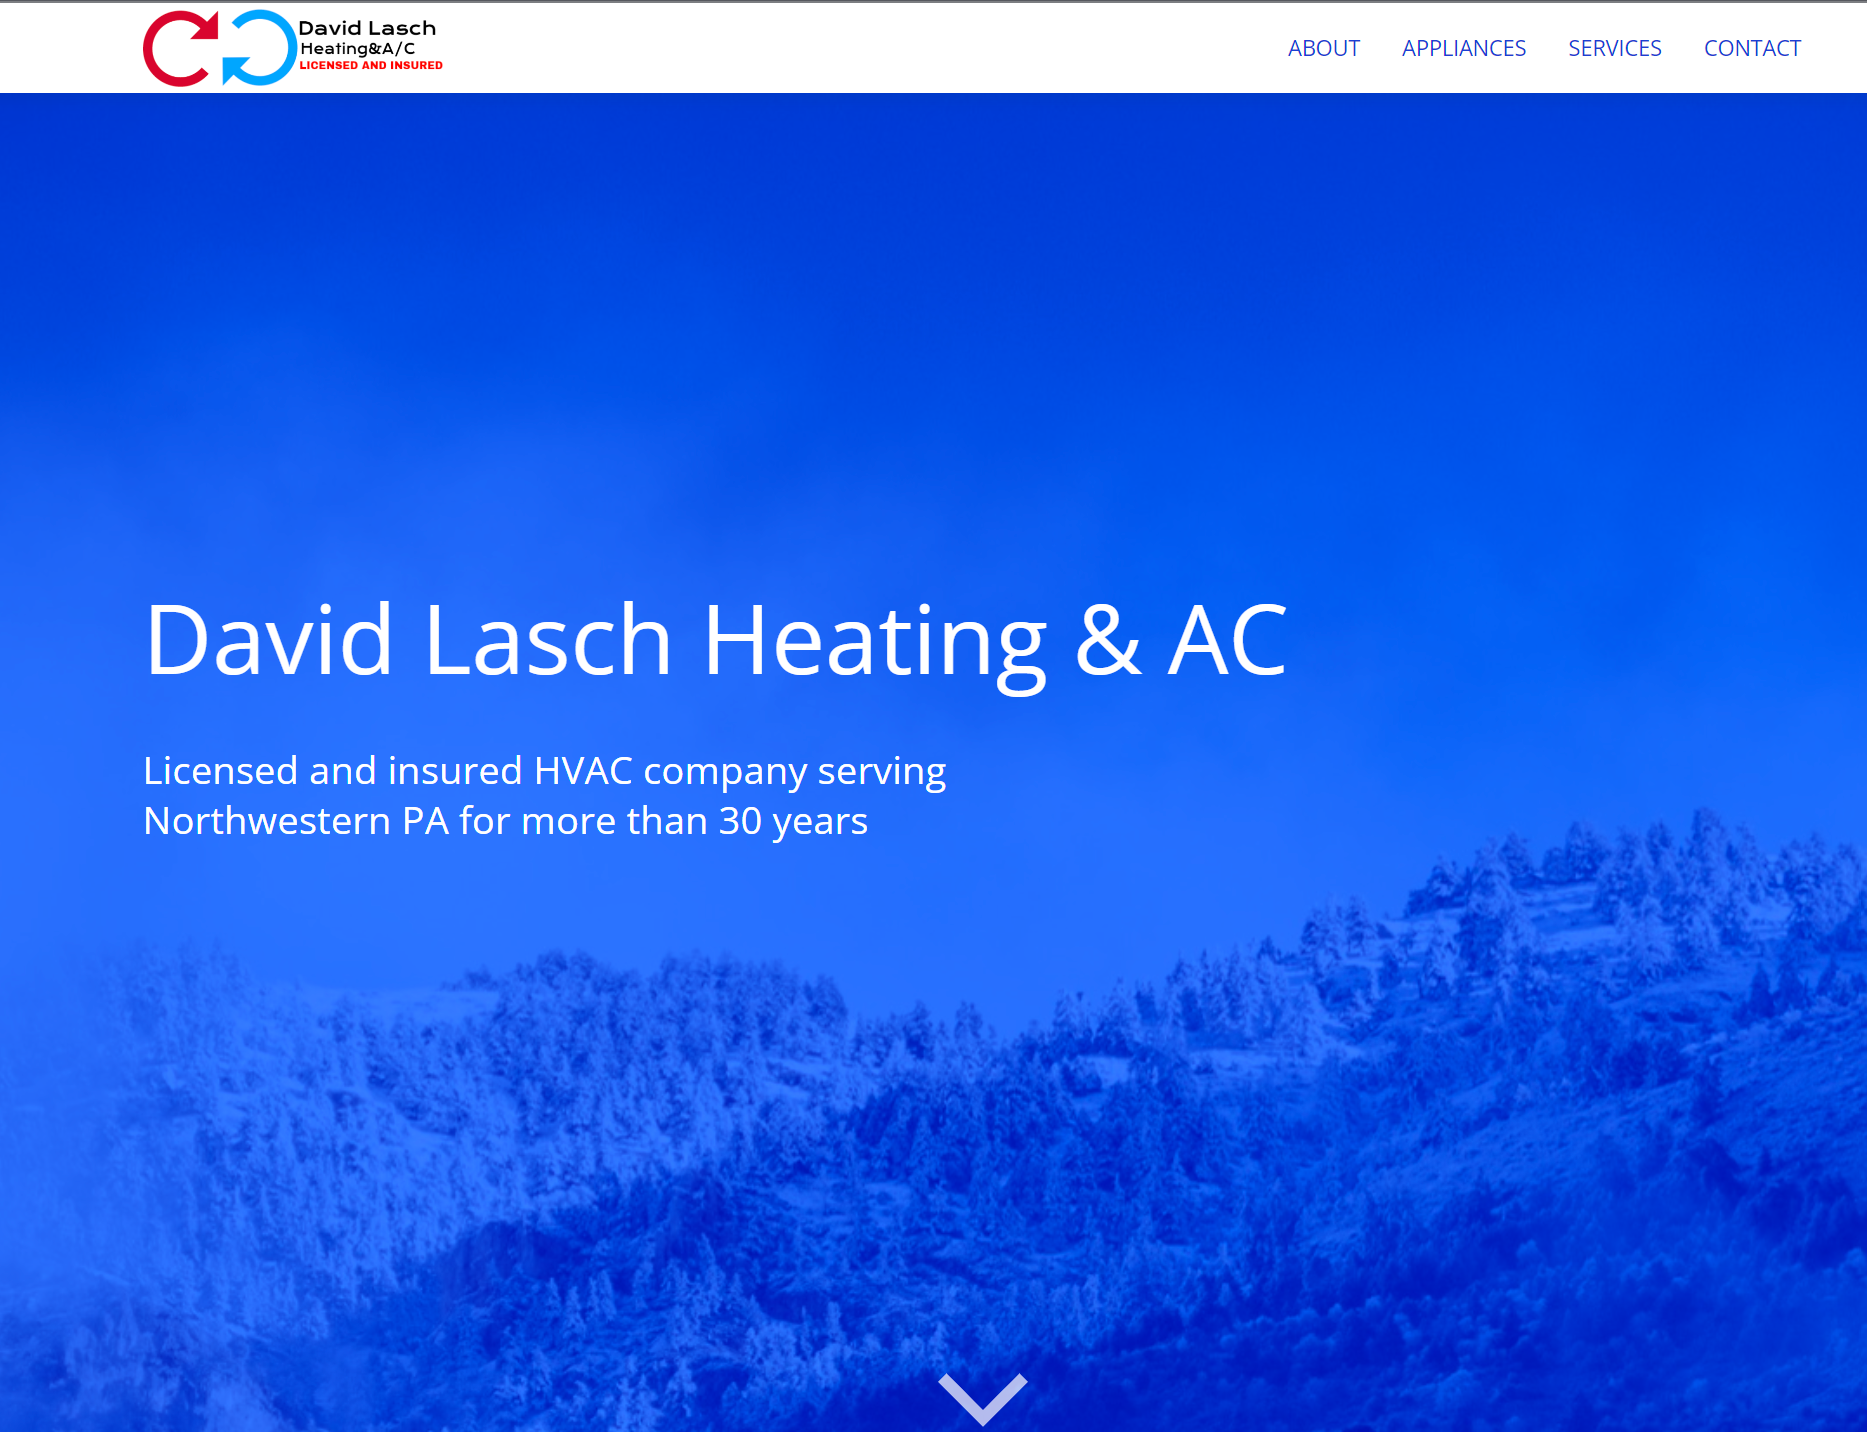 David Lasch
Heating&A/C
LICENSED AND INSURED
ABOUT APPLIANCES SERVICES CONTACT
David Lasch Heating & AC
Licensed and insured HVAC company serving
Northwestern PA for more than 30 years